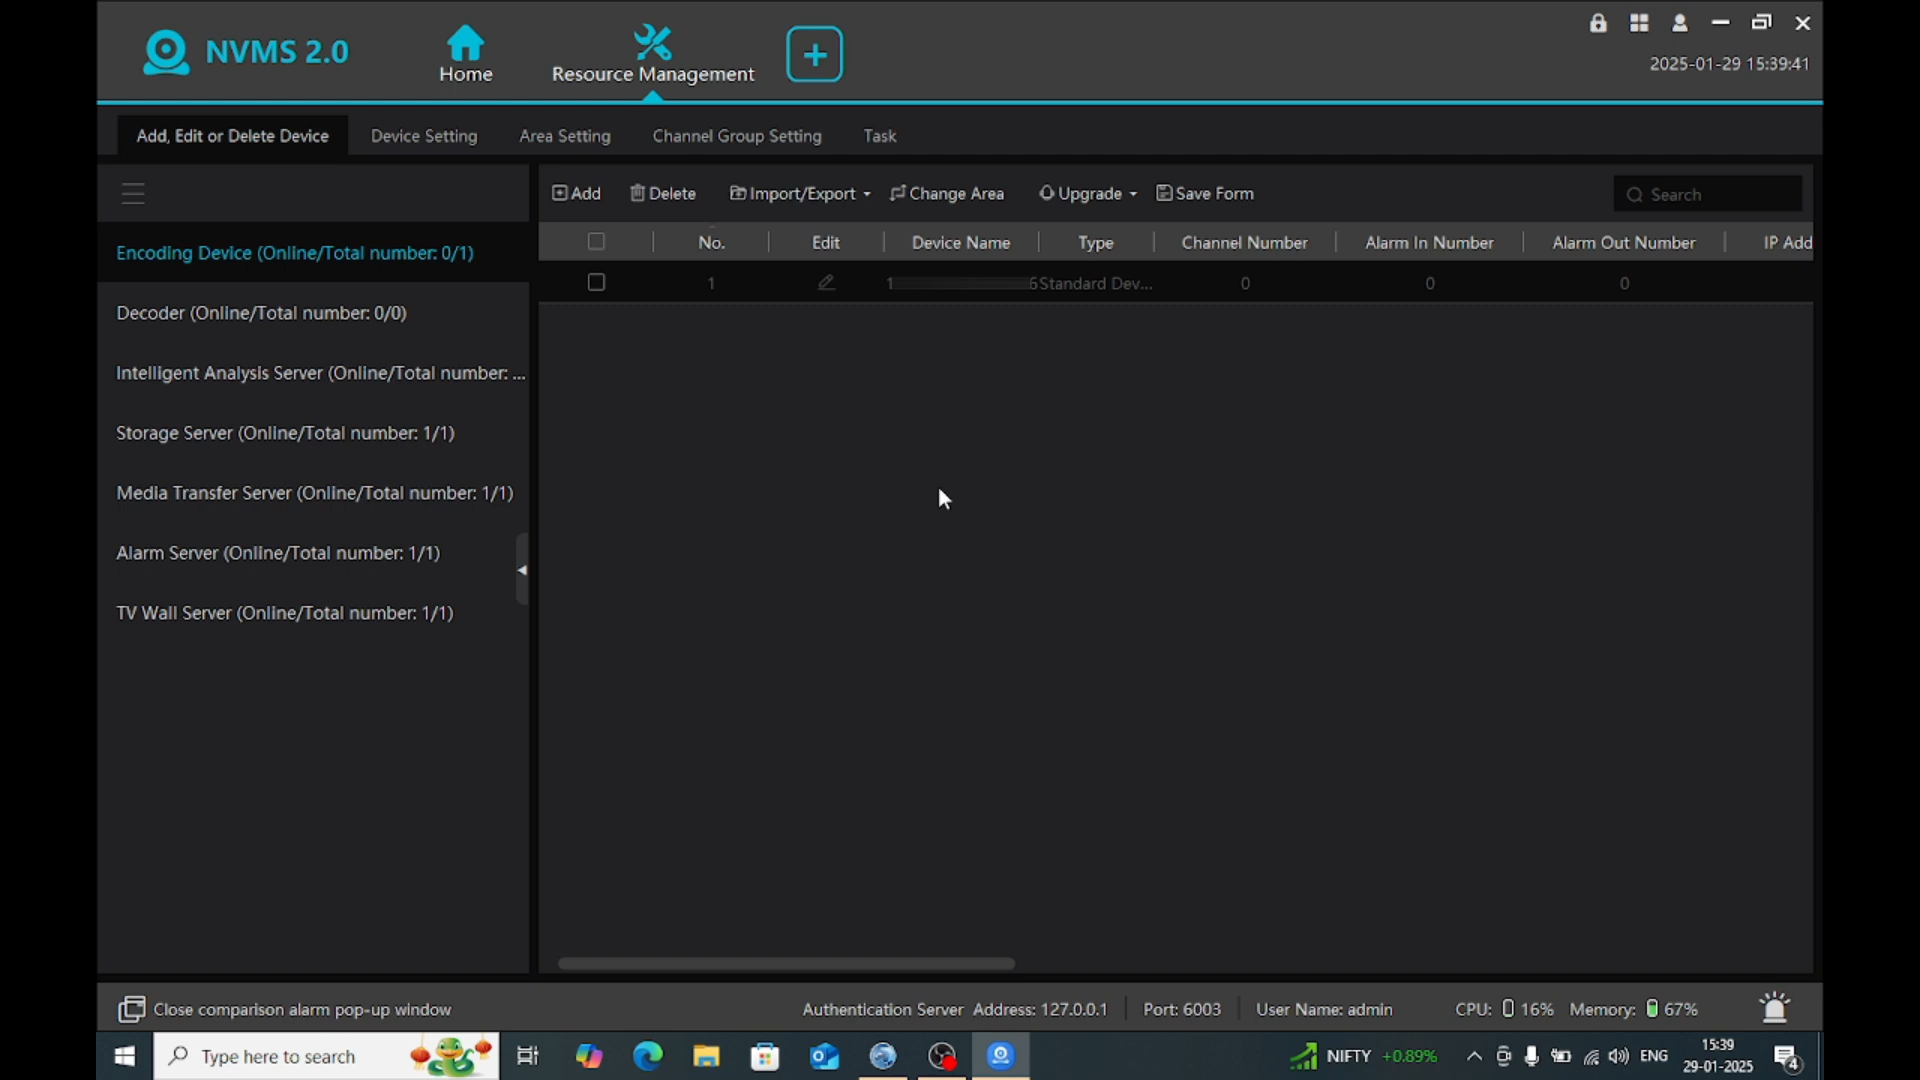 NVMS 2.0
Home
Resource Management
2025-01-29 15:39:41
Add, Edit or Delete Device
Device Setting
Area Setting
Channel Group Setting
Task
Add
Delete
Import/Export
Change Area
Upgrade
Save Form
Search
Encoding Device (Online/Total number: 0/1)
Decoder (Online/Total number: 0/0)
Intelligent Analysis Server (Online/Total number: ...
Storage Server (Online/Total number: 1/1)
Media Transfer Server (Online/Total number: 1/1)
Alarm Server (Online/Total number: 1/1)
TV Wall Server (Online/Total number: 1/1)
No. Edit Device Name Type Channel Number Alarm In Number Alarm Out Number IP Add
1 1 6 Standard Dev... 0 0 0
Close comparison alarm pop-up window
Authentication Server Address: 127.0.0.1
Port: 6003
User Name: admin
CPU: 16% Memory: 67%
Type here to search
NIFTY +0.89%
ENG
15:39
29-01-2025
4